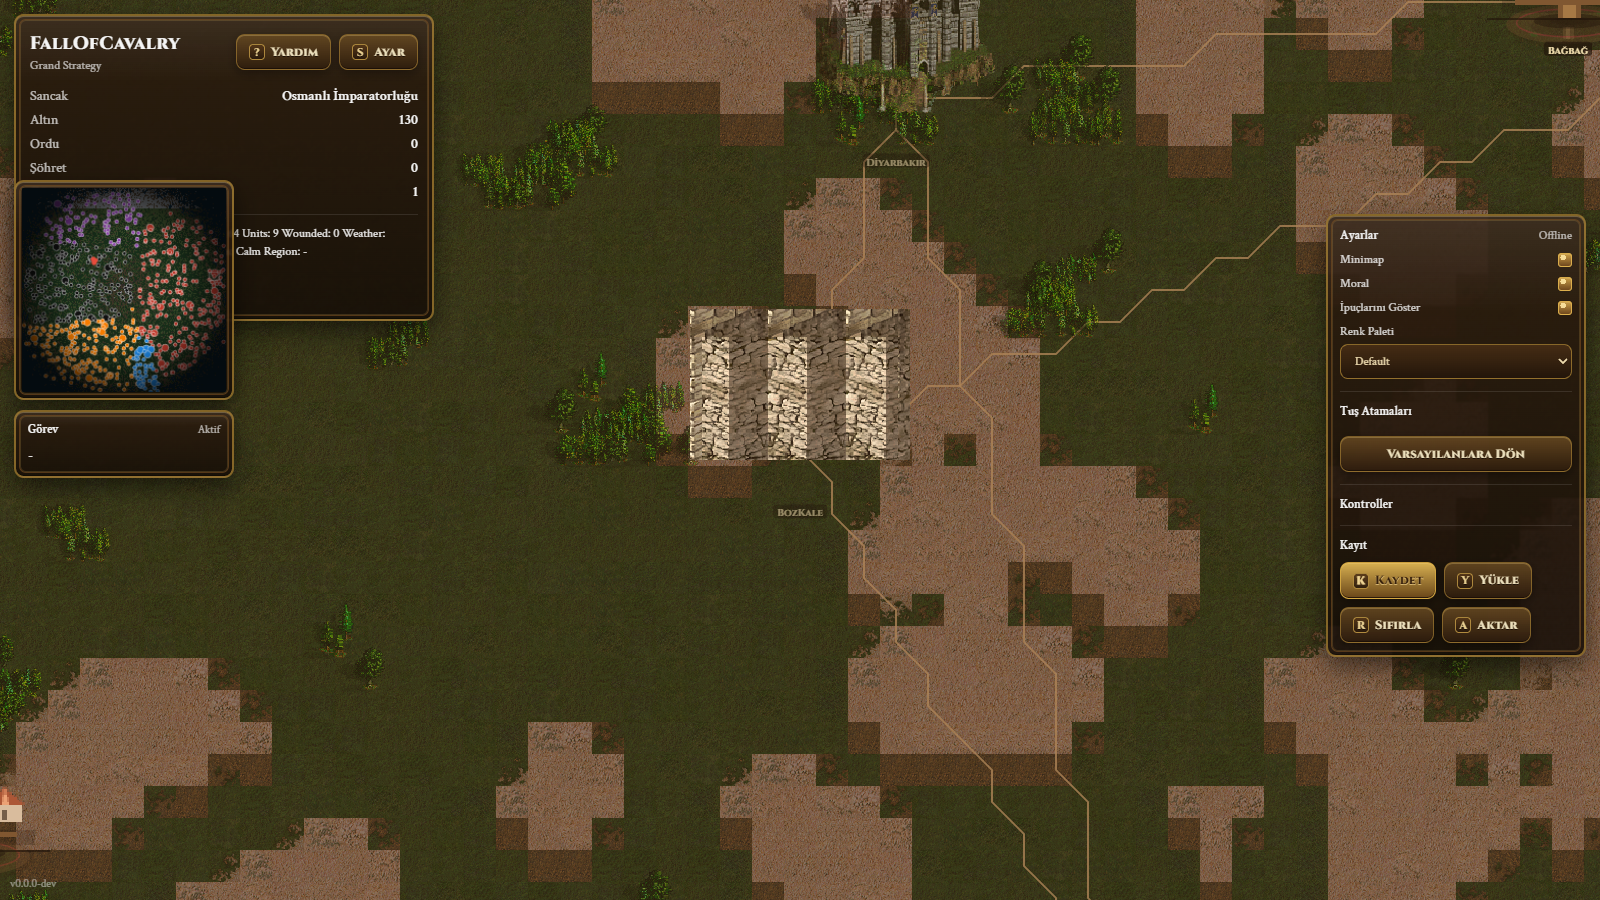 FallOfCavalry
Grand Strategy
? Yardım
S Ayar
Sancak Osmanlı İmparatorluğu
Altın 130
Ordu 0
Şöhret 0
1
4 Units: 9 Wounded: 0 Weather:
Calm Region: -
Görev Aktif
-
Diyarbakır
BozKale
Bağbağ
Ayarlar Offline
Minimap
Moral
İpuçlarını Göster
Renk Paleti
Default
Tuş Atamaları
Varsayılanlara Dön
Kontroller
Kayıt
K Kaydet
Y Yükle
R Sıfırla
A Aktar
v0.0.0-dev